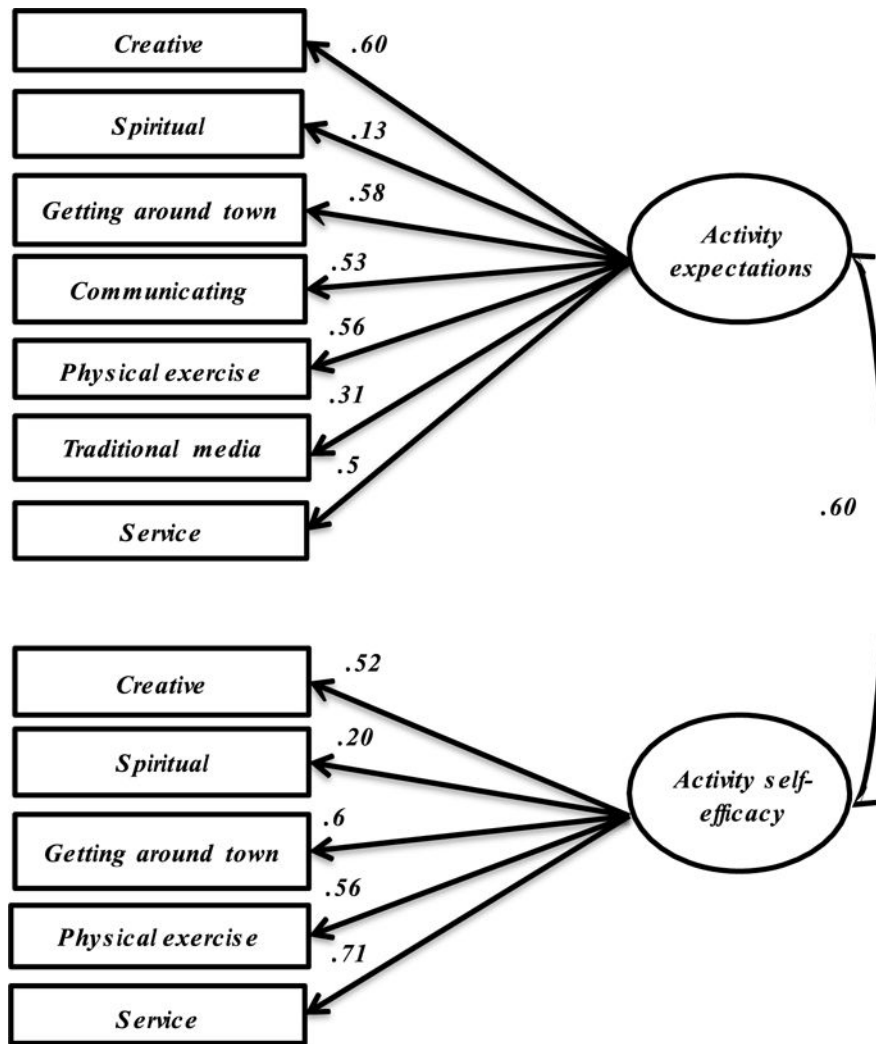 Creative
.60
Spiritual
.13
Getting around town
.58
Communicating
.53
Physical exercise
.56
Traditional media
.31
Service
.5
Activity
expectations
.60
Creative
.52
Spiritual
.20
Getting around town
.6
Physical exercise
.56
Service
.71
Activity self-
efficacy